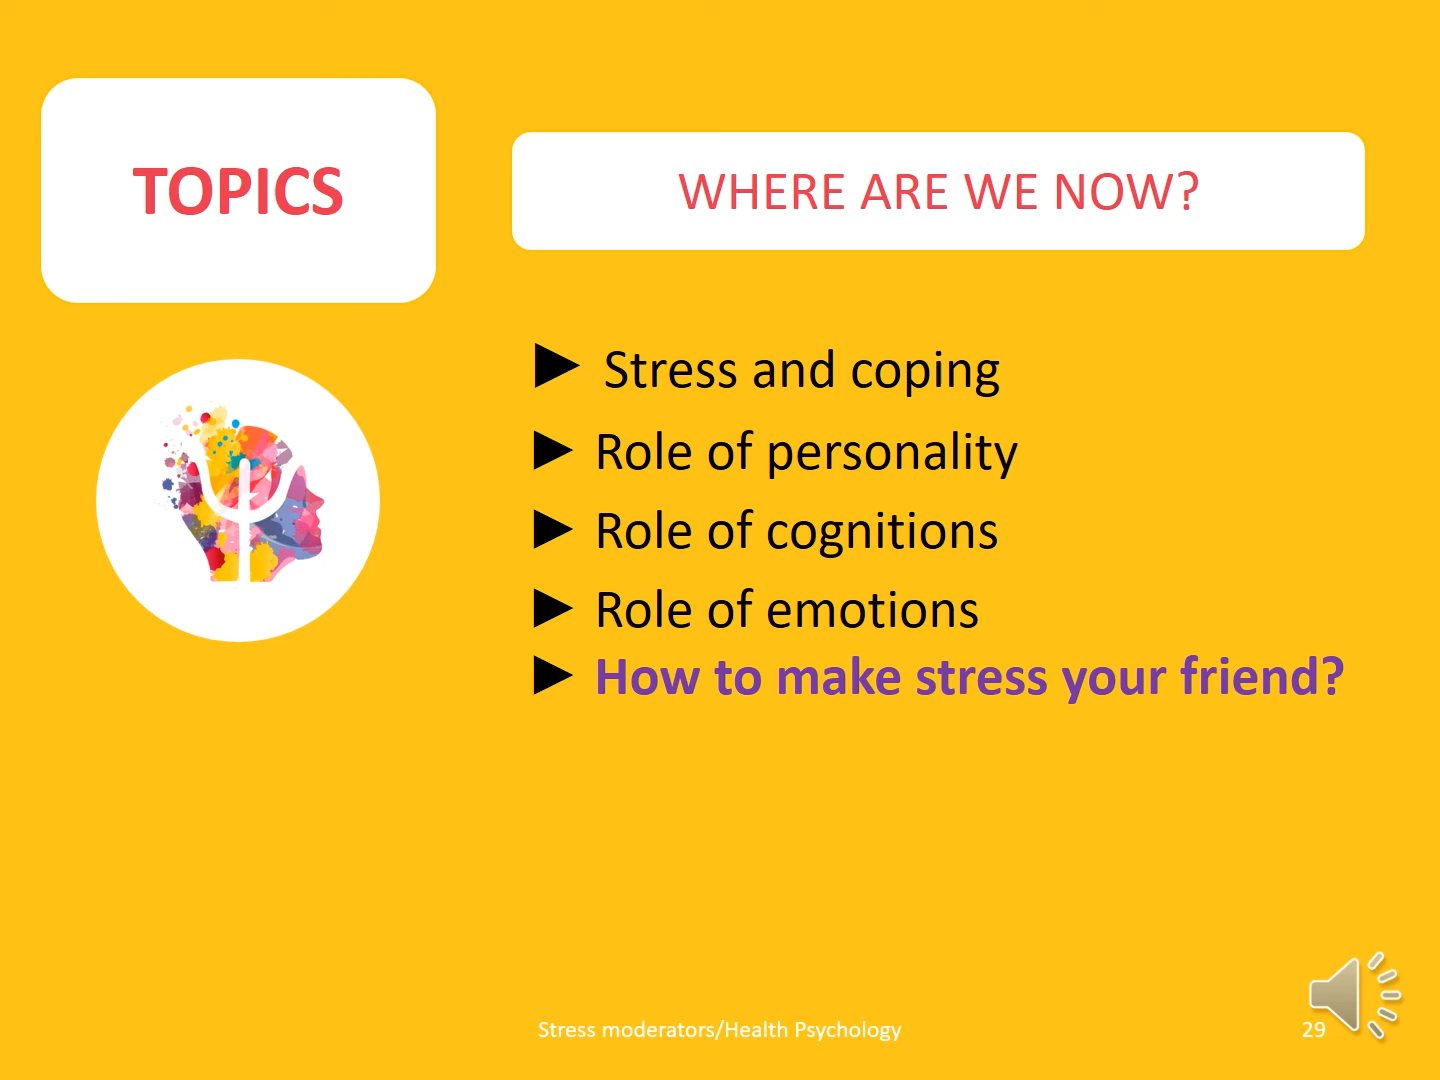 TOPICS
WHERE ARE WE NOW?
Stress and coping
Role of personality
Role of cognitions
Role of emotions
How to make stress your friend?
Stress moderators/Health Psychology
29